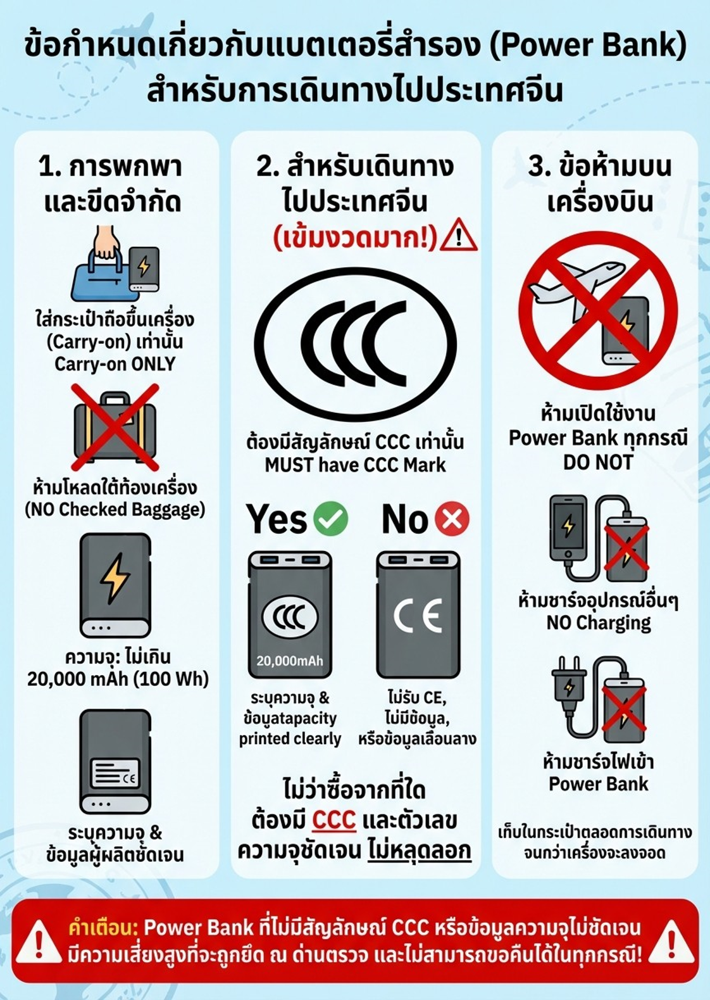 ข้อกำหนดเกี่ยวกับแบตเตอรี่สำรอง (Power Bank)
สำหรับการเดินทางไปประเทศจีน
1. การพกพา
และขีดจำกัด
ใส่กระเป๋าถือขึ้นเครื่อง
(Carry-on) เท่านั้น
Carry-on ONLY
ห้ามโหลดใต้ท้องเครื่อง
(NO Checked Baggage)
ความจุ: ไม่เกิน
20,000 mAh (100 Wh)
CE
ระบุความจุ &
ข้อมูลผู้ผลิตชัดเจน
2. สำหรับเดินทาง
ไปประเทศจีน
(เข้มงวดมาก!)
CCC
ต้องมีสัญลักษณ์ CCC เท่านั้น
MUST have CCC Mark
Yes
CCC
20,000mAh
ระบุความจุ &
ข้อมูลtapacity
printed clearly
No
CE
ไม่รับ CE,
ไม่มีข้อมูล,
หรือข้อมูลเลือนลาง
ไม่ว่าซื้อจากที่ใด
ต้องมี CCC และตัวเลข
ความจุชัดเจน ไม่หลุดลอก
3. ข้อห้ามบน
เครื่องบิน
ห้ามเปิดใช้งาน
Power Bank ทุกกรณี
DO NOT
ห้ามชาร์จอุปกรณ์อื่นๆ
NO Charging
ห้ามชาร์จไฟเข้า
Power Bank
เก็บในกระเป๋าตลอดการเดินทาง
จนกว่าเครื่องจะลงจอด
คำเตือน: Power Bank ที่ไม่มีสัญลักษณ์ CCC หรือข้อมูลความจุไม่ชัดเจน
มีความเสี่ยงสูงที่จะถูกยึด ณ ด่านตรวจ และไม่สามารถขอคืนได้ในทุกกรณี!